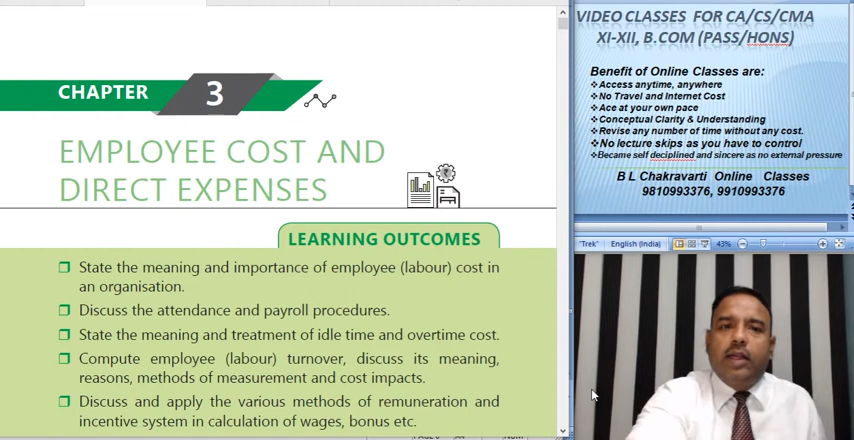 CHAPTER 3
EMPLOYEE COST AND
DIRECT EXPENSES
LEARNING OUTCOMES
❒ State the meaning and importance of employee (labour) cost in
an organisation.
❒ Discuss the attendance and payroll procedures.
❒ State the meaning and treatment of idle time and overtime cost.
❒ Compute employee (labour) turnover, discuss its meaning,
reasons, methods of measurement and cost impacts.
❒ Discuss and apply the various methods of remuneration and
incentive system in calculation of wages, bonus etc.
VIDEO CLASSES FOR CA/CS/CMA
XI-XII, B.COM (PASS/HONS)
Benefit of Online Classes are:
❖Access anytime, anywhere
❖No Travel and Internet Cost
❖Ace at your own pace
❖Conceptual Clarity & Understanding
❖Revise any number of time without any cost.
❖No lecture skips as you have to control
❖Became self deciplined and sincere as no external pressure
B L Chakravarti Online Classes
9810993376, 9910993376
"Trek" English (India) 43%